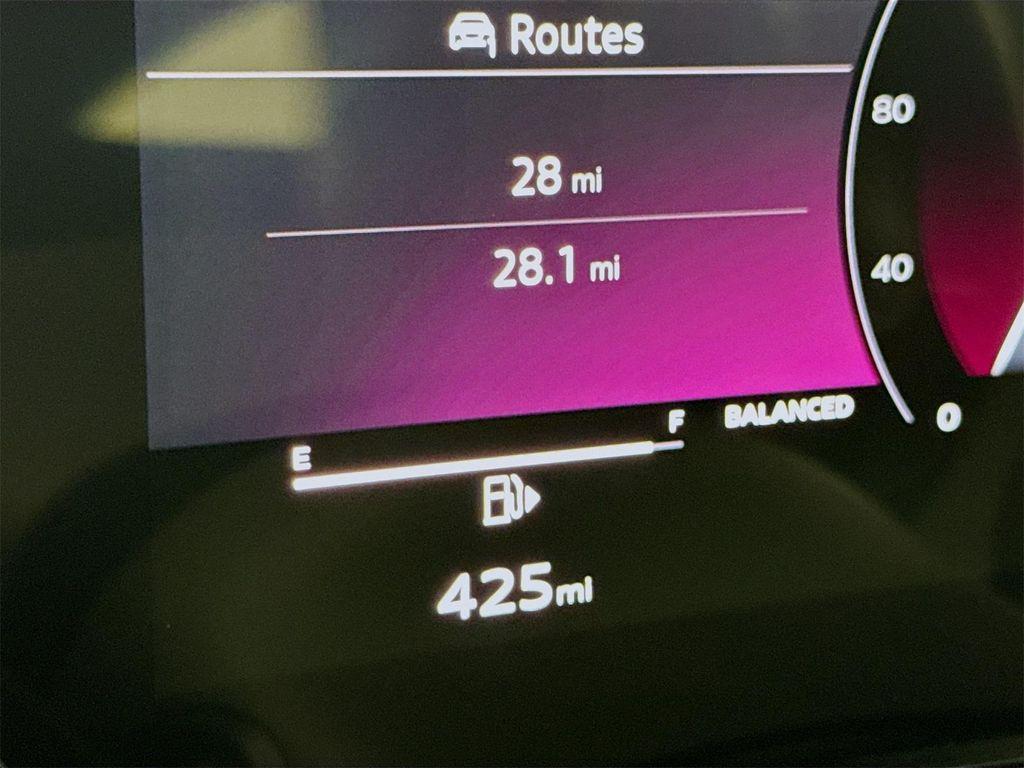 Routes
80
28 mi
28.1 mi
40
F
BALANCED
0
E
425mi